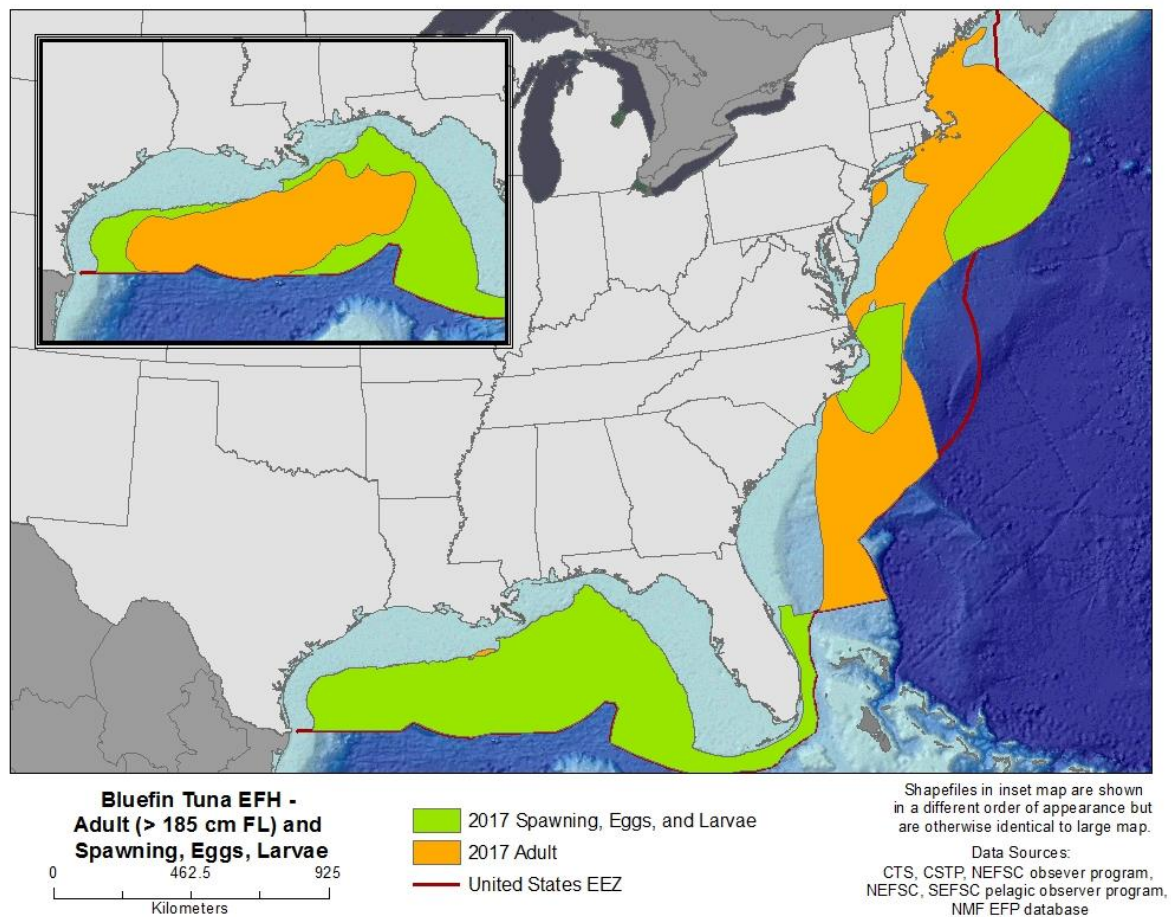 Bluefin Tuna EFH -
Adult (> 185 cm FL) and
Spawning, Eggs, Larvae
0 462.5 925
Kilometers
2017 Spawning, Eggs, and Larvae
2017 Adult
United States EEZ
Shapefiles in inset map are shown
in a different order of appearance but
are otherwise identical to large map.
Data Sources:
CTS, CSTP, NEFSC obsever program,
NEFSC, SEFSC pelagic observer program,
NMF EFP database